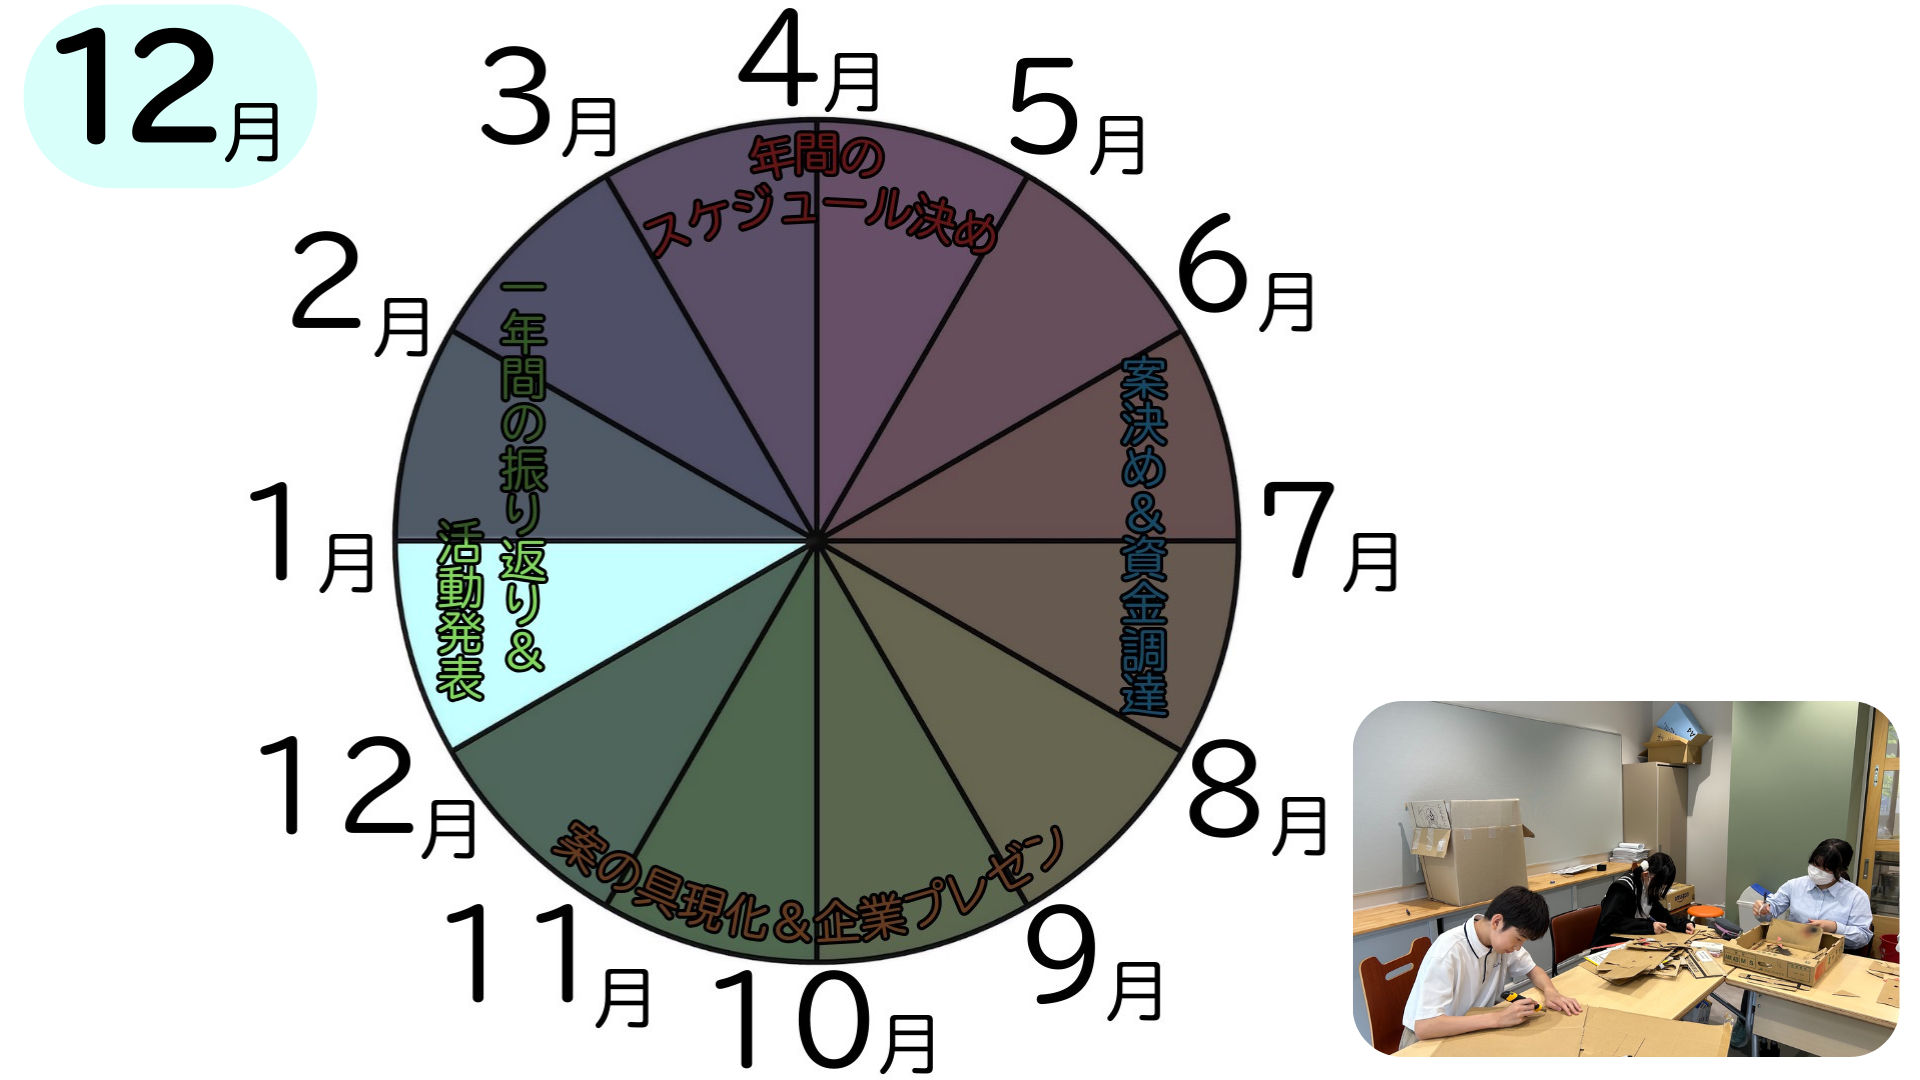 12月
4月
5月
6月
7月
8月
9月
10月
11月
12月
1月
2月
3月
年間の
スケジュール決め
案決め&資金調達
案の具現化&企業プレゼン
一年間の振り返り&
活動発表
A4